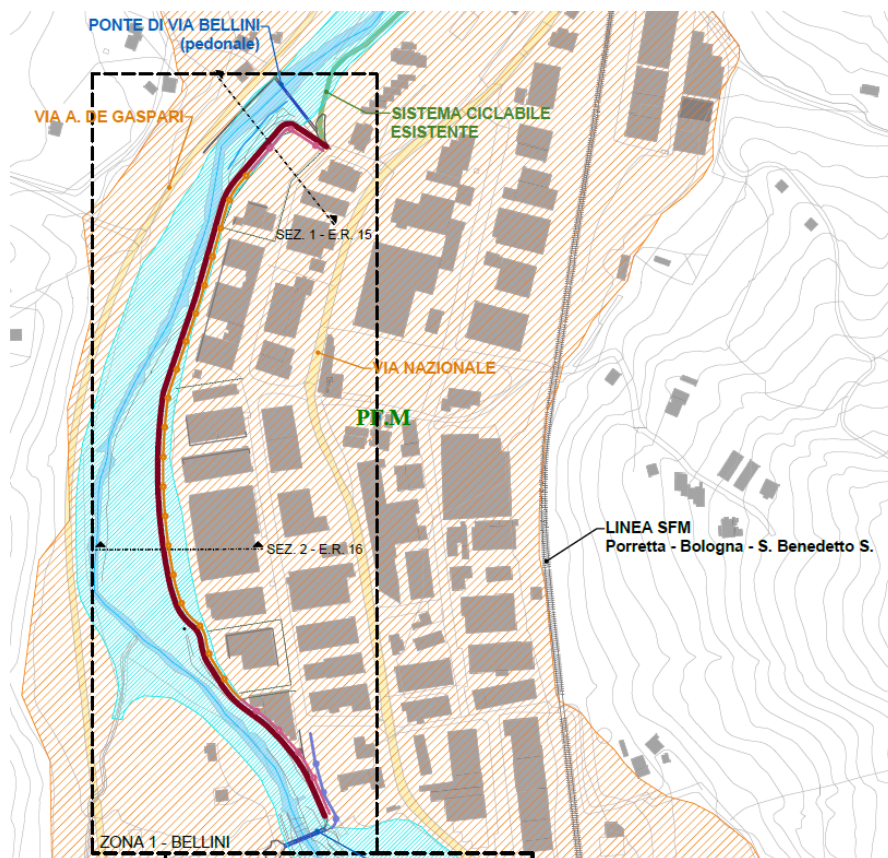 PONTE DI VIA BELLINI
(pedonale)
VIA A. DE GASPARI
SISTEMA CICLABILE
ESISTENTE
SEZ. 1 - E.R. 15
VIA NAZIONALE
PF.M
LINEA SFM
Porretta - Bologna - S. Benedetto S.
SEZ. 2 - E.R. 16
ZONA 1 - BELLINI